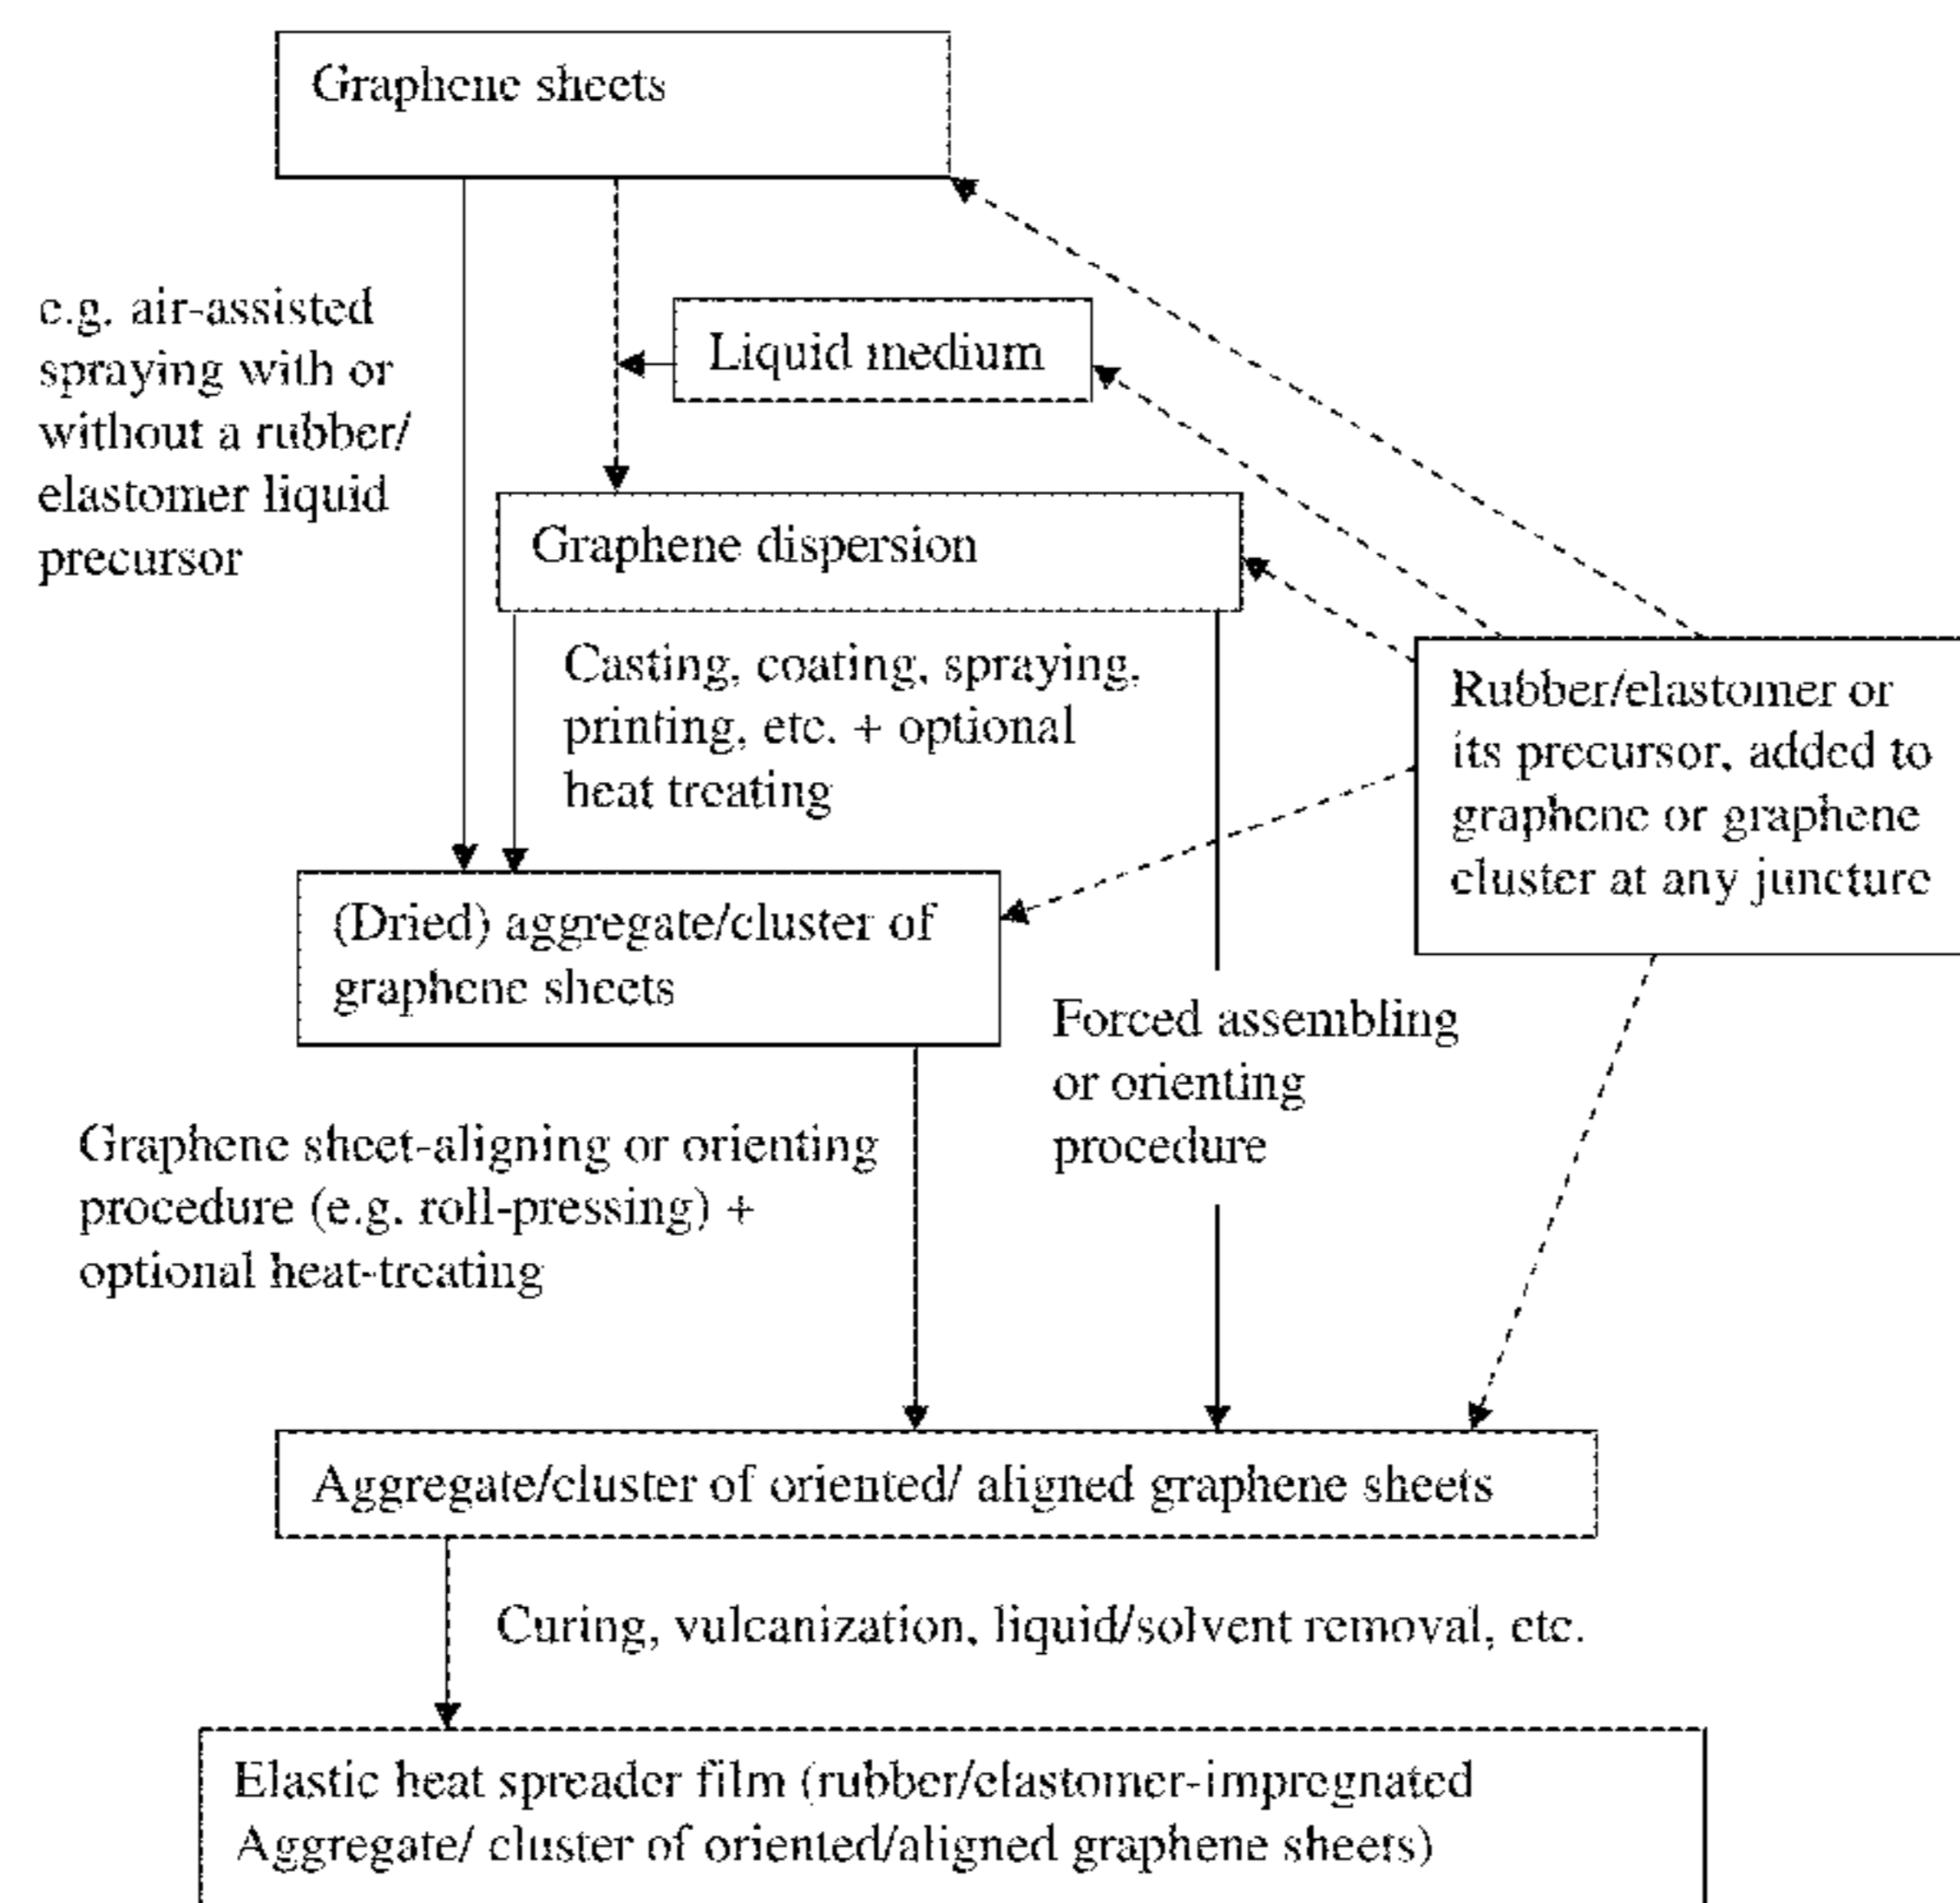 Graphene sheets
e.g. air-assisted
spraying with or
without a rubber/
elastomer liquid
precursor
Liquid medium
Graphene dispersion
Casting, coating, spraying,
printing, etc. + optional
heat treating
Rubber/elastomer or
its precursor, added to
graphene or graphene
cluster at any juncture
(Dried) aggregate/cluster of
graphene sheets
Forced assembling
or orienting
procedure
Graphene sheet-aligning or orienting
procedure (e.g. roll-pressing) +
optional heat-treating
Aggregate/cluster of oriented/ aligned graphene sheets
Curing, vulcanization, liquid/solvent removal, etc.
Elastic heat spreader film (rubber/elastomer-impregnated
Aggregate/ cluster of oriented/aligned graphene sheets)